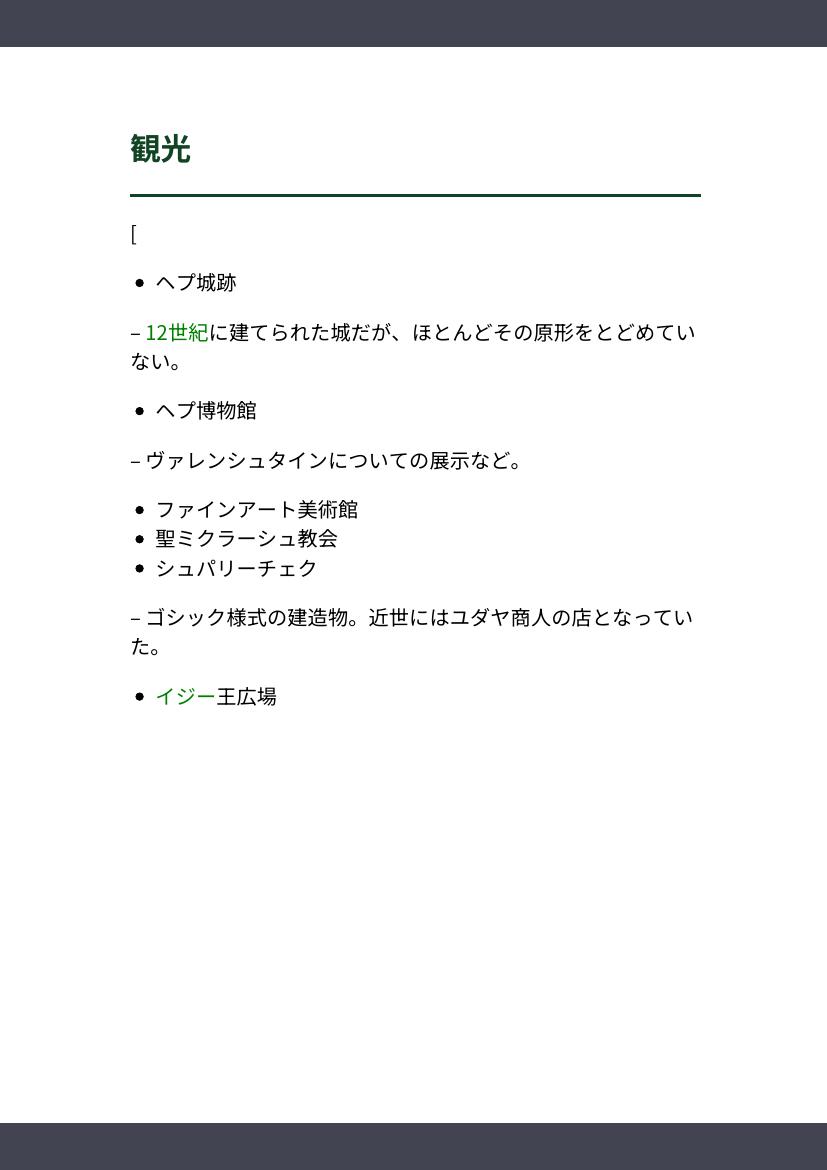 観光
[
• ヘプ城跡
– 12世紀に建てられた城だが、ほとんどその原形をとどめてい
ない。
• ヘプ博物館
– ヴァレンシュタインについての展示など。
• ファインアート美術館
• 聖ミクラーシュ教会
• シュパリーチェク
– ゴシック様式の建造物。近世にはユダヤ商人の店となってい
た。
• イジー王広場